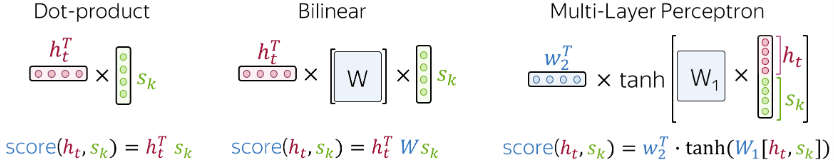 Dot-product
h_t^T × s_k
score(h_t, s_k) = h_t^T s_k
Bilinear
h_t^T × [W] × s_k
score(h_t, s_k) = h_t^T W s_k
Multi-Layer Perceptron
w_2^T × tanh [W_1 × h_t s_k]
score(h_t, s_k) = w_2^T · tanh(W_1[h_t, s_k])